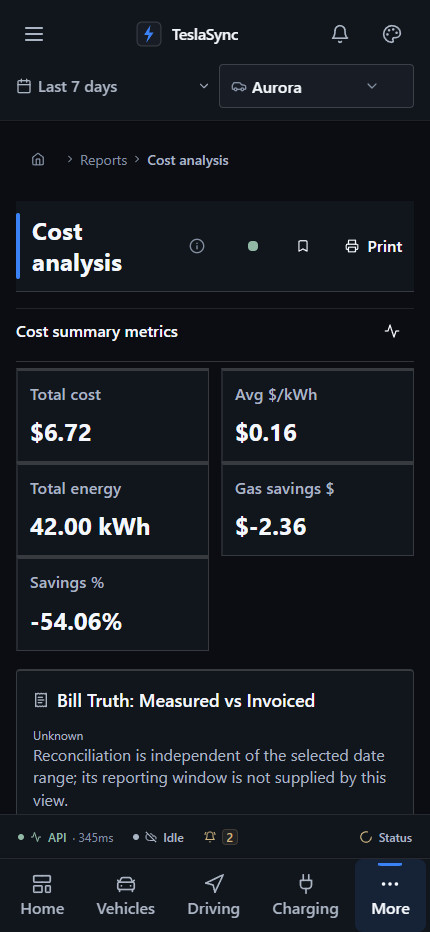 TeslaSync
Last 7 days
Aurora
Reports
Cost analysis
Cost
analysis
Print
Cost summary metrics
Total cost
$6.72
Avg $/kWh
$0.16
Total energy
42.00 kWh
Gas savings $
$-2.36
Savings %
-54.06%
Bill Truth: Measured vs Invoiced
Unknown
Reconciliation is independent of the selected date
range; its reporting window is not supplied by this
view.
API · 345ms
Idle
2
Status
Home
Vehicles
Driving
Charging
More